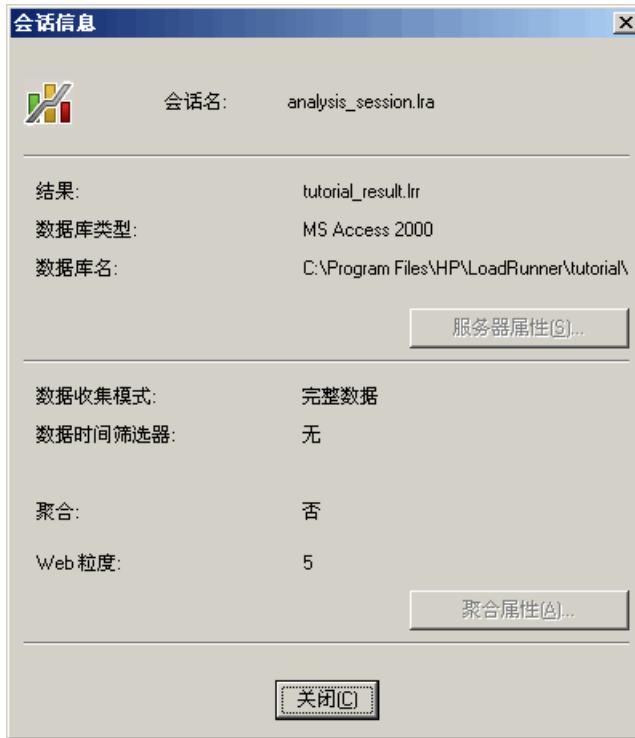 会话信息
会话名: analysis_session.lra
结果: tutorial_result.lrr
数据库类型: MS Access 2000
数据库名: C:\Program Files\HP\LoadRunner\tutorial\
服务器属性(S)...
数据收集模式: 完整数据
数据时间筛选器: 无
聚合: 否
Web 粒度: 5
聚合属性(A)...
关闭(C)